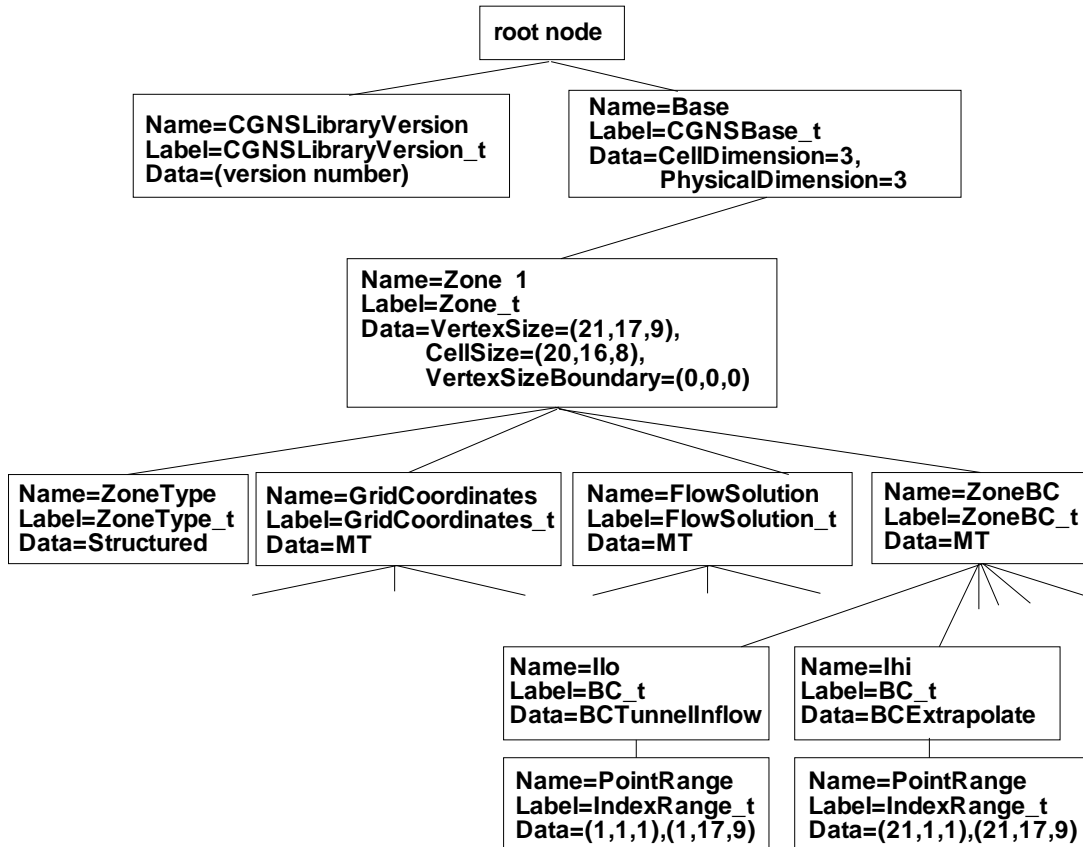 root node
Name=CGNSLibraryVersion
Label=CGNSLibraryVersion_t
Data=(version number)
Name=Base
Label=CGNSBase_t
Data=CellDimension=3,
PhysicalDimension=3
Name=Zone 1
Label=Zone_t
Data=VertexSize=(21,17,9),
CellSize=(20,16,8),
VertexSizeBoundary=(0,0,0)
Name=ZoneType
Label=ZoneType_t
Data=Structured
Name=GridCoordinates
Label=GridCoordinates_t
Data=MT
Name=FlowSolution
Label=FlowSolution_t
Data=MT
Name=ZoneBC
Label=ZoneBC_t
Data=MT
Name=Ilo
Label=BC_t
Data=BCTunnelInflow
Name=Ihi
Label=BC_t
Data=BCExtrapolate
Name=PointRange
Label=IndexRange_t
Data=(1,1,1),(1,17,9)
Name=PointRange
Label=IndexRange_t
Data=(21,1,1),(21,17,9)